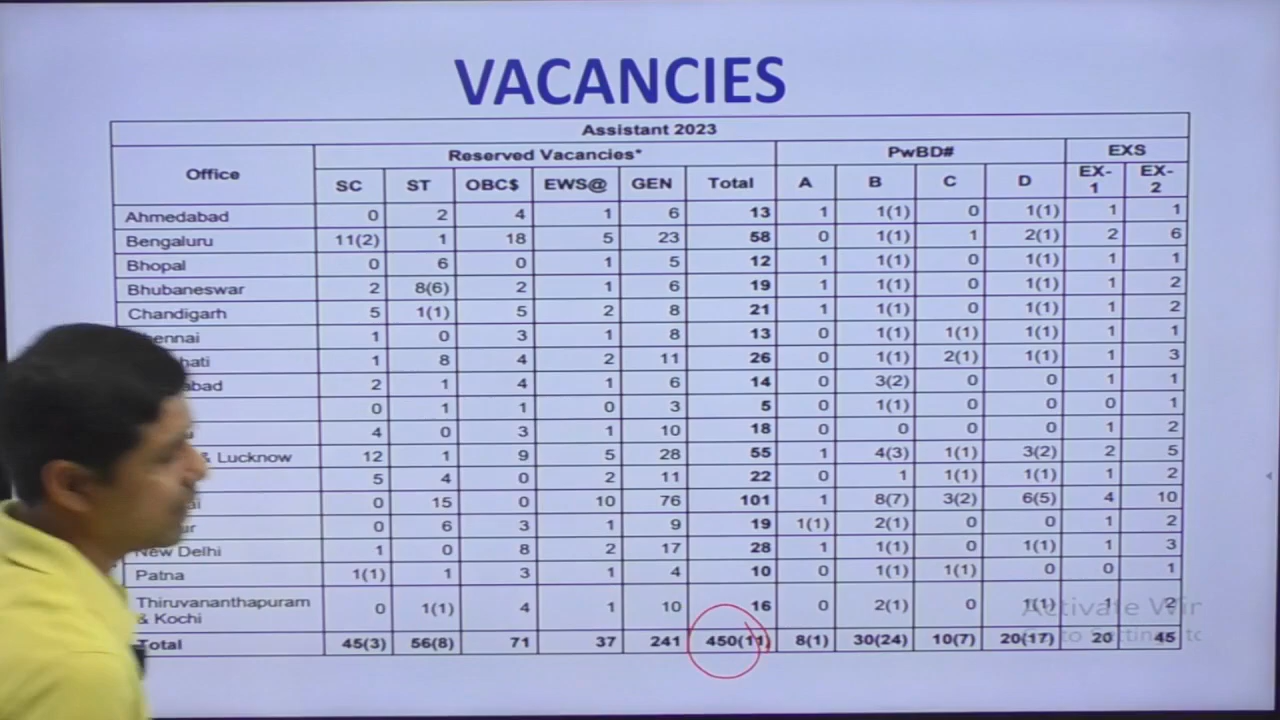 VACANCIES
Assistant 2023
Office Reserved Vacancies* PwBD# EXS
SC ST OBC$ EWS@ GEN Total A B C D EX-1 EX-2
Ahmedabad 0 2 4 1 6 13 1 1(1) 0 1(1) 1 1
Bengaluru 11(2) 1 18 5 23 58 0 1(1) 1 2(1) 2 6
Bhopal 0 6 0 1 5 12 1 1(1) 0 1(1) 1 1
Bhubaneswar 2 8(6) 2 1 6 19 1 1(1) 0 1(1) 1 2
Chandigarh 5 1(1) 5 2 8 21 1 1(1) 0 1(1) 1 2
ennai 1 0 3 1 8 13 0 1(1) 1(1) 1(1) 1 1
hati 1 8 4 2 11 26 0 1(1) 2(1) 1(1) 1 3
abad 2 1 4 1 6 14 0 3(2) 0 0 1 1
0 1 1 0 3 5 0 1(1) 0 0 0 1
4 0 3 1 10 18 0 0 0 0 1 2
& Lucknow 12 1 9 5 28 55 1 4(3) 1(1) 3(2) 2 5
5 4 0 2 11 22 0 1 1(1) 1(1) 1 2
ai 0 15 0 10 76 101 1 8(7) 3(2) 6(5) 4 10
ur 0 6 3 1 9 19 1(1) 2(1) 0 0 1 2
New Delhi 1 0 8 2 17 28 1 1(1) 0 1(1) 1 3
Patna 1(1) 1 3 1 4 10 0 1(1) 1(1) 0 0 1
Thiruvananthapuram & Kochi 0 1(1) 4 1 10 16 0 2(1) 0 1(1) 1 2
Total 45(3) 56(8) 71 37 241 450(11) 8(1) 30(24) 10(7) 20(17) 20 45
Activate Win